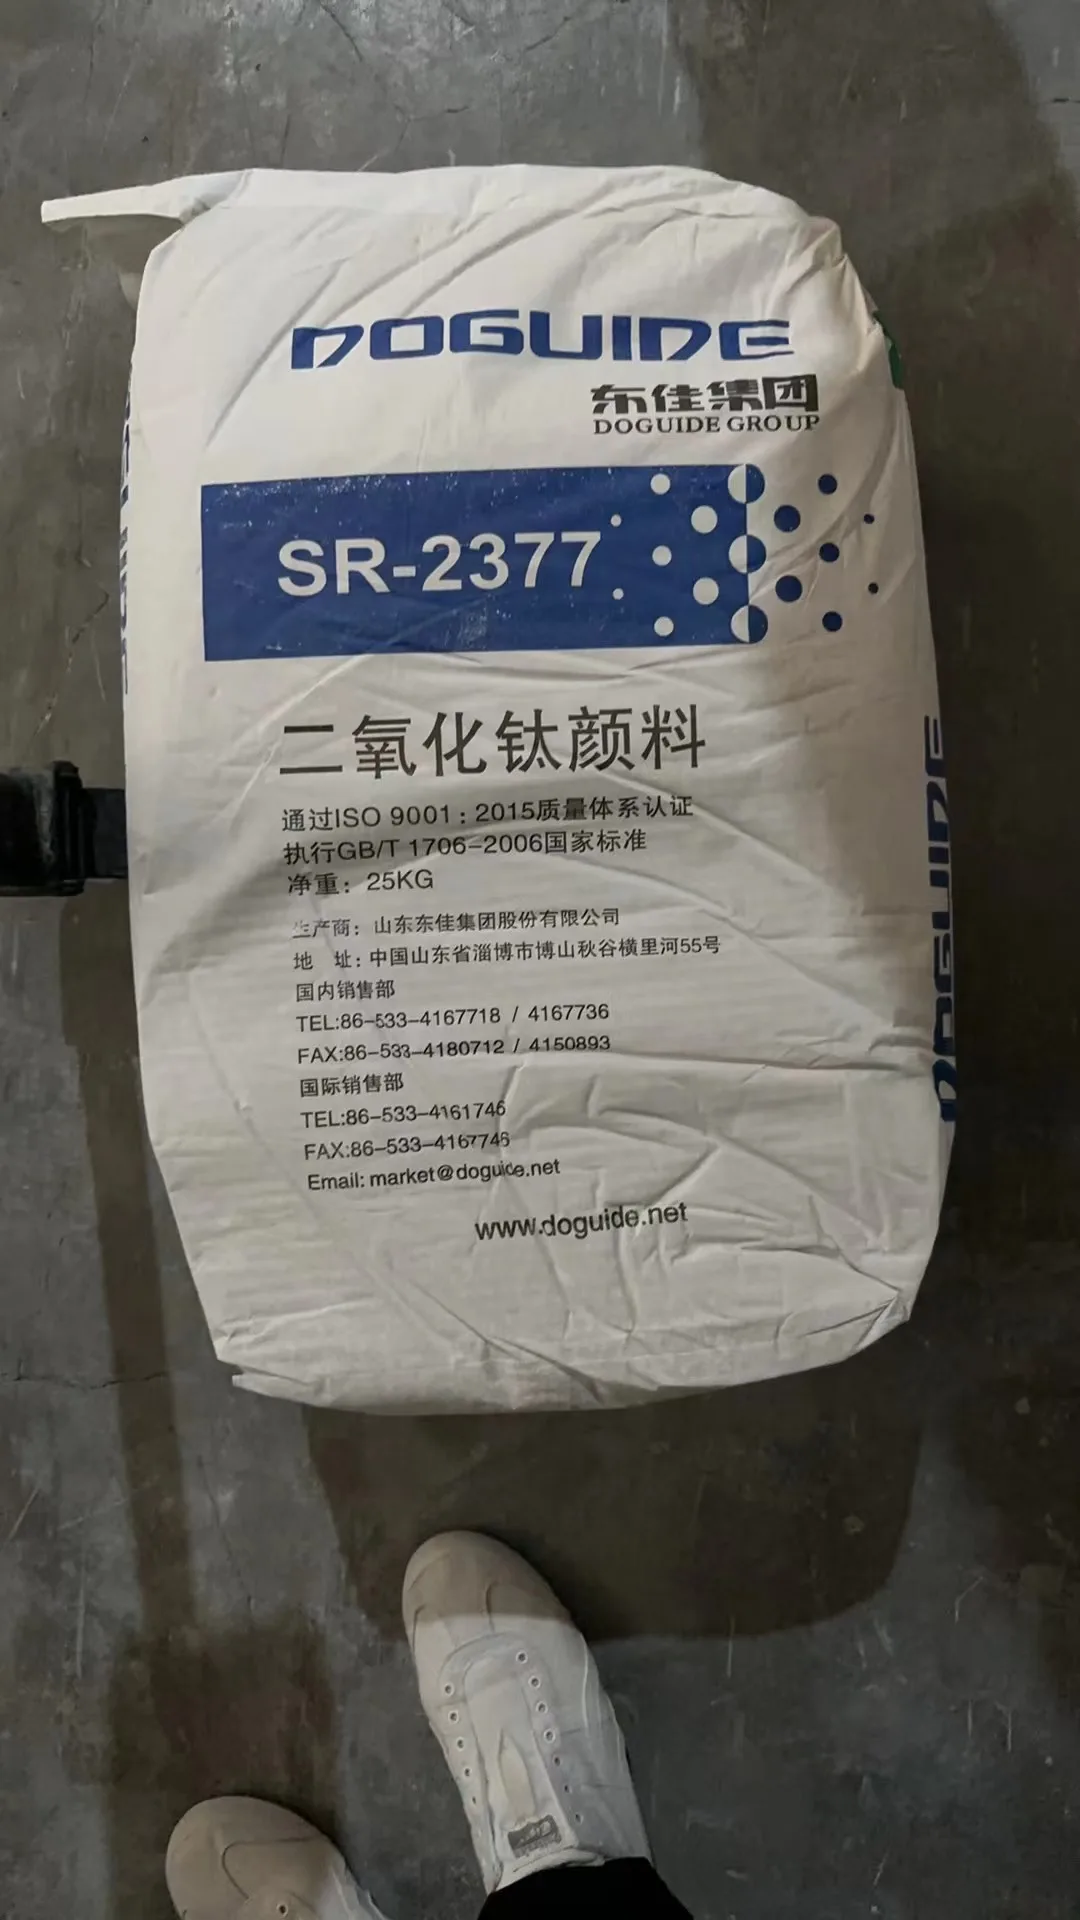 DOGUIDE
东佳集团
DOGUIDE GROUP
SR-2377
二氧化钛颜料
通过ISO 9001：2015质量体系认证
执行GB/T 1706-2006国家标准
净重：25KG
生产商：山东东佳集团股份有限公司
地 址：中国山东省淄博市博山秋谷横里河55号
国内销售部
TEL:86-533-4167718 / 4167736
FAX:86-533-4180712 / 4150893
国际销售部
TEL:86-533-4161746
FAX:86-533-4167746
Email: market@doguide.net
www.doguide.net
DOGUIDE